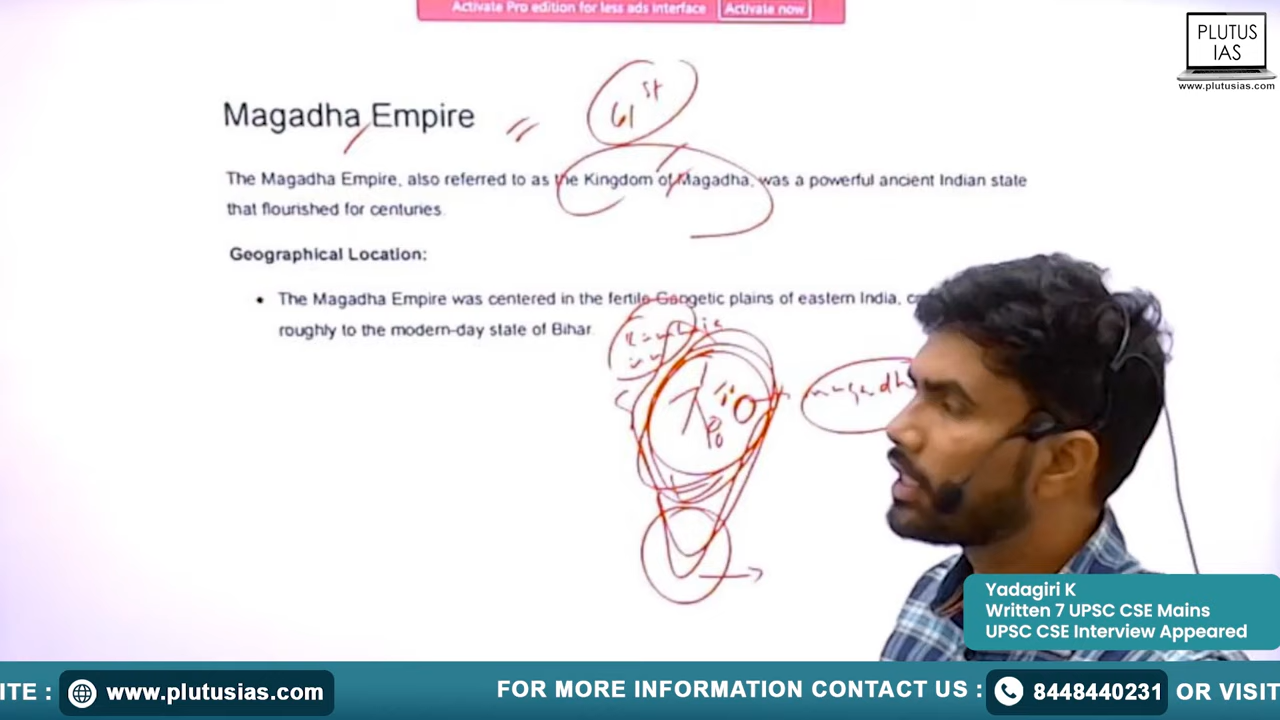 Activate Pro edition for less ads interface Activate now
PLUTUS
IAS
www.plutusias.com
61st
Magadha Empire =
The Magadha Empire, also referred to as the Kingdom of Magadha, was a powerful ancient Indian state
that flourished for centuries.
Geographical Location:
• The Magadha Empire was centered in the fertile Gangetic plains of eastern India,
roughly to the modern-day state of Bihar.
magadh
Yadagiri K
Written 7 UPSC CSE Mains
UPSC CSE Interview Appeared
ITE : www.plutusias.com FOR MORE INFORMATION CONTACT US : 8448440231 OR VISIT